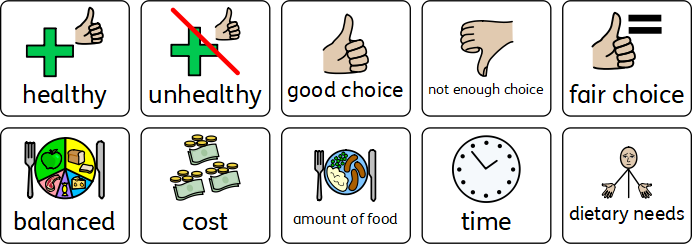 healthy
unhealthy
good choice
not enough choice
fair choice
balanced
cost
amount of food
time
dietary needs